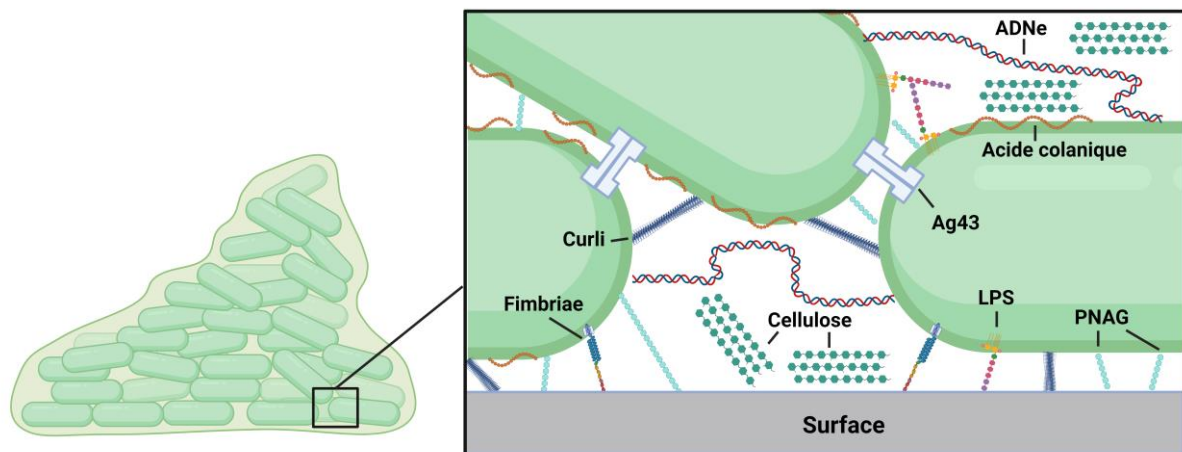 ADNe
Acide colanique
Ag43
Curli
Fimbriae
Cellulose
LPS
PNAG
Surface